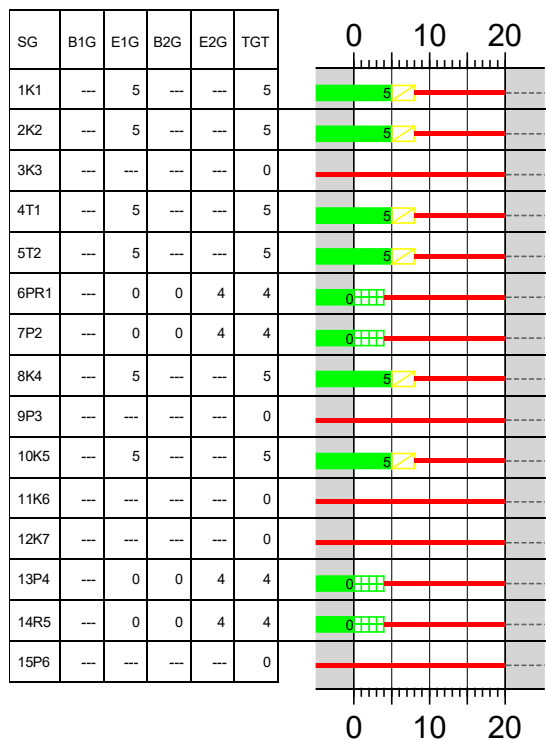 SG B1G E1G B2G E2G TGT 0 10 20
1K1 --- 5 --- --- 5 5
2K2 --- 5 --- --- 5 5
3K3 --- --- --- --- 0
4T1 --- 5 --- --- 5 5
5T2 --- 5 --- --- 5 5
6PR1 --- 0 0 4 4 0
7P2 --- 0 0 4 4 0
8K4 --- 5 --- --- 5 5
9P3 --- --- --- --- 0
10K5 --- 5 --- --- 5 5
11K6 --- --- --- --- 0
12K7 --- --- --- --- 0
13P4 --- 0 0 4 4 0
14R5 --- 0 0 4 4 0
15P6 --- --- --- --- 0
0 10 20